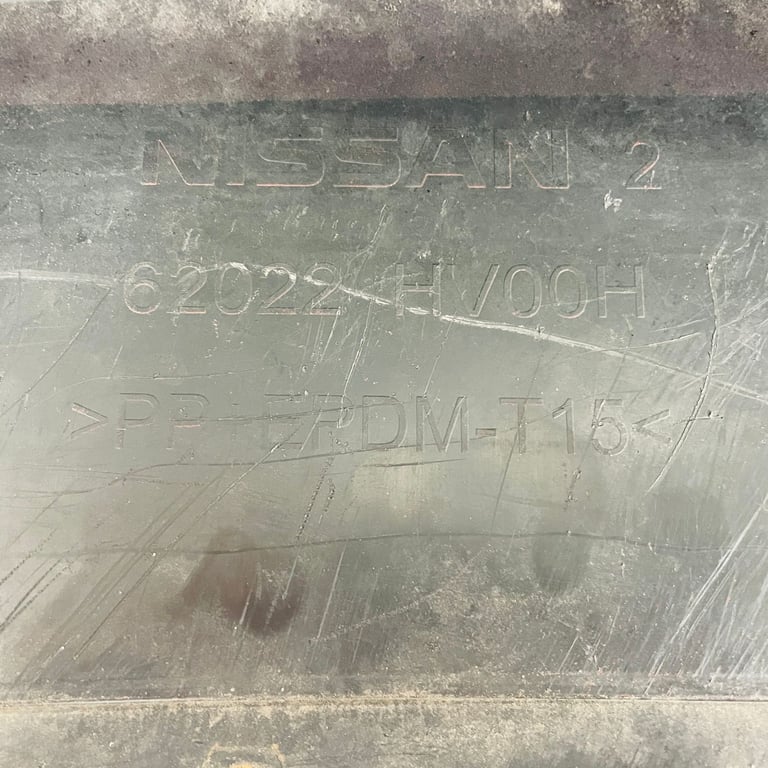 NISSAN 2
62022 HV00H
>PP+EPDM-T15<